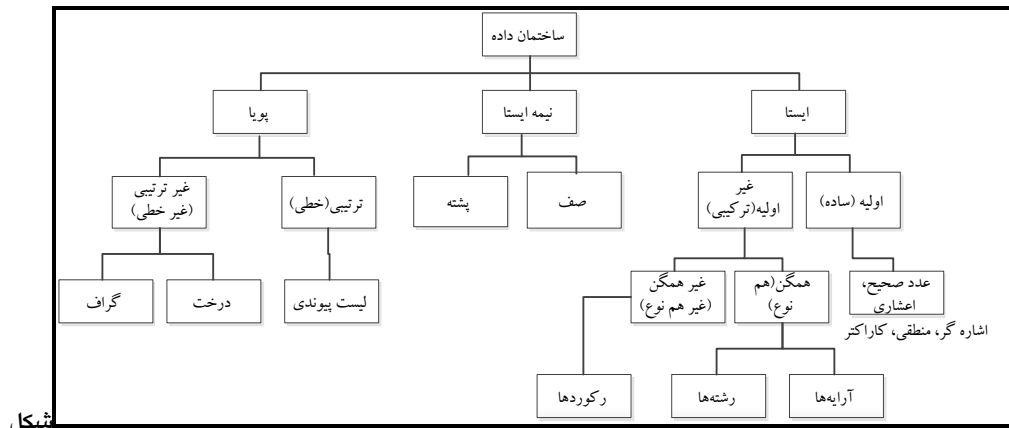 ساختمان داده
ایستا
نیمه ایستا
پویا
اولیه (ساده)
غیر
اولیه(ترکیبی)
صف
پشته
ترتیبی(خطی)
غیر ترتیبی
(غیر خطی)
عدد صحیح،
اعشاری
اشاره گر، منطقی، کاراکتر
همگن(هم
نوع)
غیر همگن
(غیر هم نوع)
لیست پیوندی
درخت
گراف
آرایه‌ها
رشته‌ها
رکوردها
شکل